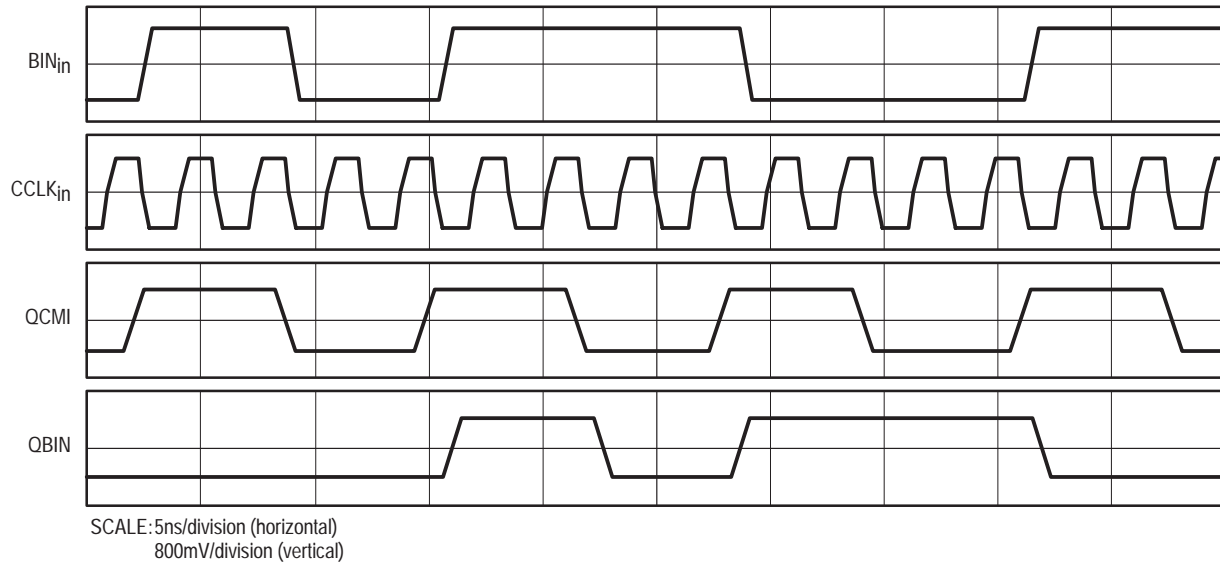 BINin
CCLKin
QCMI
QBIN
SCALE: 5ns/division (horizontal)
800mV/division (vertical)